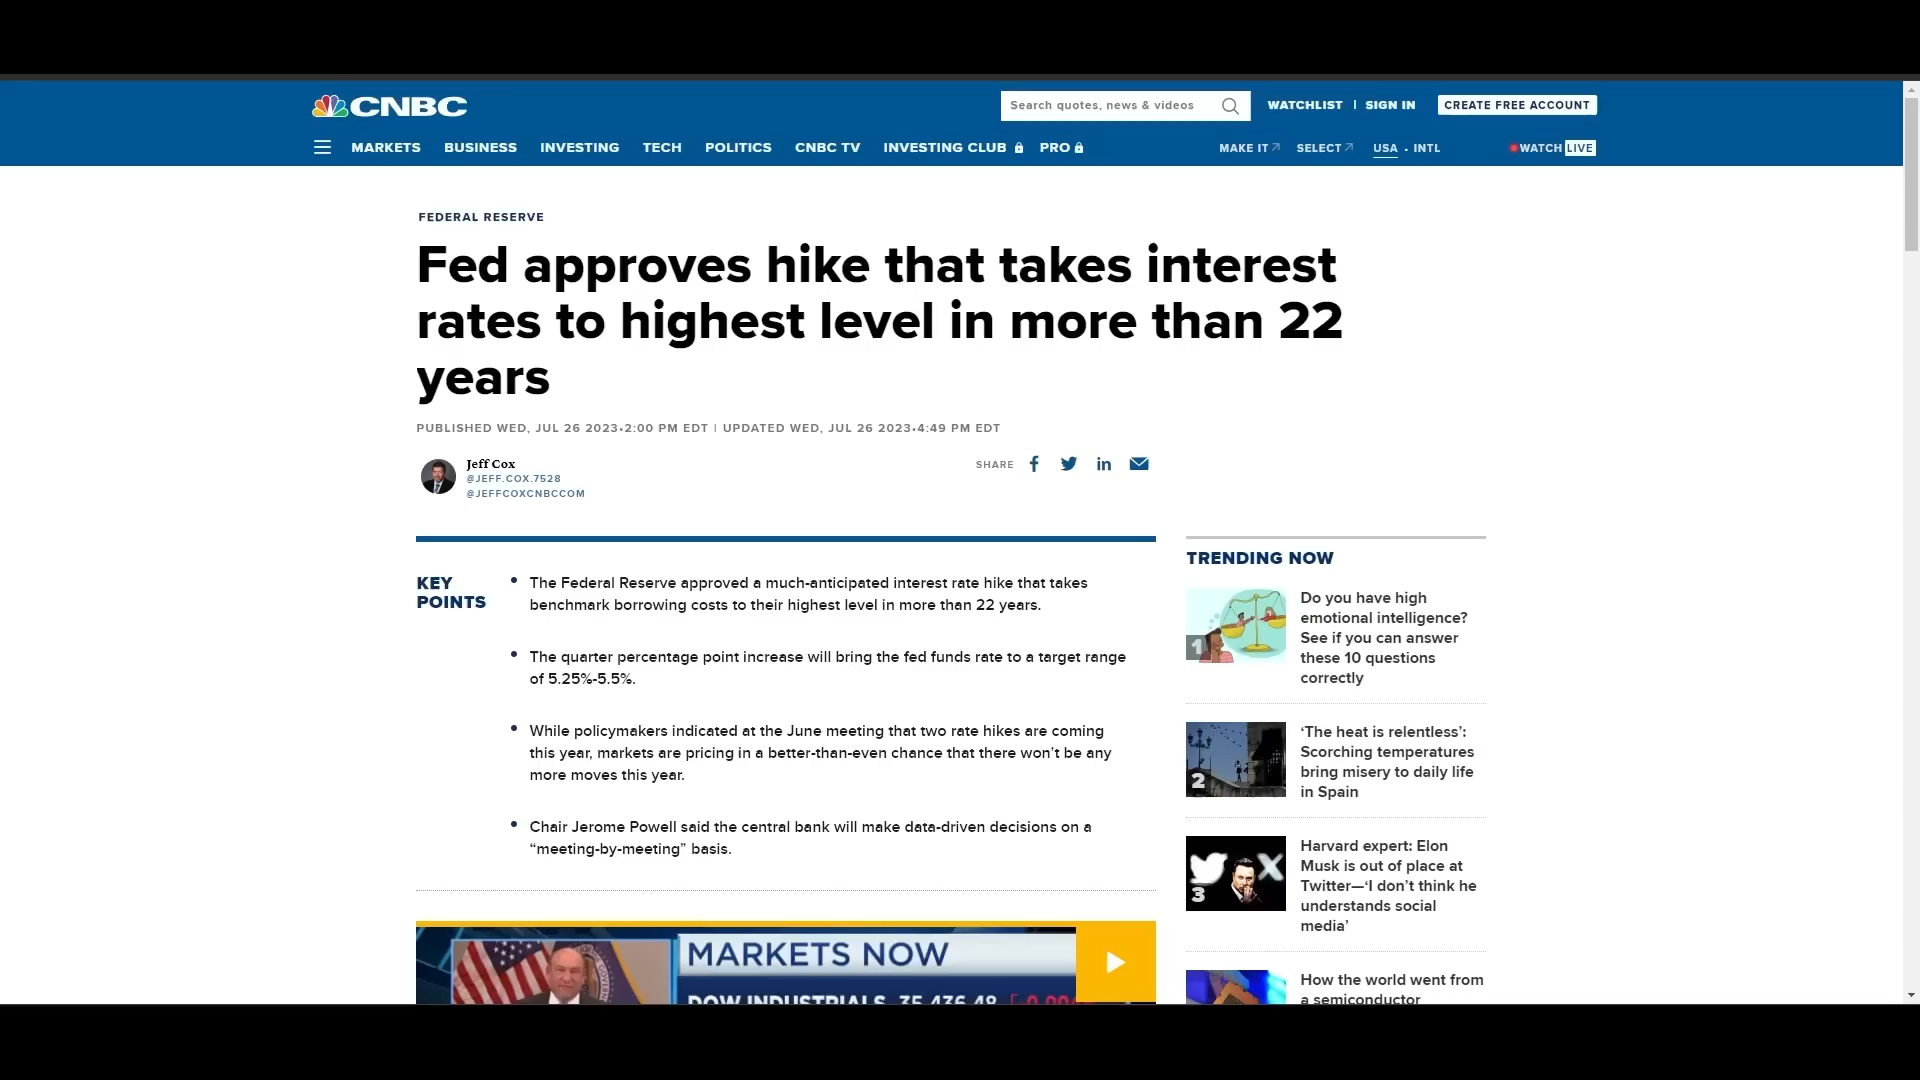 CNBC
Search quotes, news & videos
WATCHLIST | SIGN IN
CREATE FREE ACCOUNT
MARKETS BUSINESS INVESTING TECH POLITICS CNBC TV INVESTING CLUB PRO
MAKE IT SELECT USA • INTL
WATCH LIVE
FEDERAL RESERVE
Fed approves hike that takes interest
rates to highest level in more than 22
years
PUBLISHED WED, JUL 26 2023•2:00 PM EDT | UPDATED WED, JUL 26 2023•4:49 PM EDT
Jeff Cox
@JEFF.COX.7528
@JEFFCOXCNBCCOM
SHARE
KEY
POINTS
• The Federal Reserve approved a much-anticipated interest rate hike that takes
benchmark borrowing costs to their highest level in more than 22 years.
• The quarter percentage point increase will bring the fed funds rate to a target range
of 5.25%-5.5%.
• While policymakers indicated at the June meeting that two rate hikes are coming
this year, markets are pricing in a better-than-even chance that there won’t be any
more moves this year.
• Chair Jerome Powell said the central bank will make data-driven decisions on a
“meeting-by-meeting” basis.
MARKETS NOW
DOW INDUSTRIALS 35,436.48
TRENDING NOW
1
Do you have high
emotional intelligence?
See if you can answer
these 10 questions
correctly
2
‘The heat is relentless’:
Scorching temperatures
bring misery to daily life
in Spain
3
Harvard expert: Elon
Musk is out of place at
Twitter—‘I don’t think he
understands social
media’
How the world went from
a semiconductor